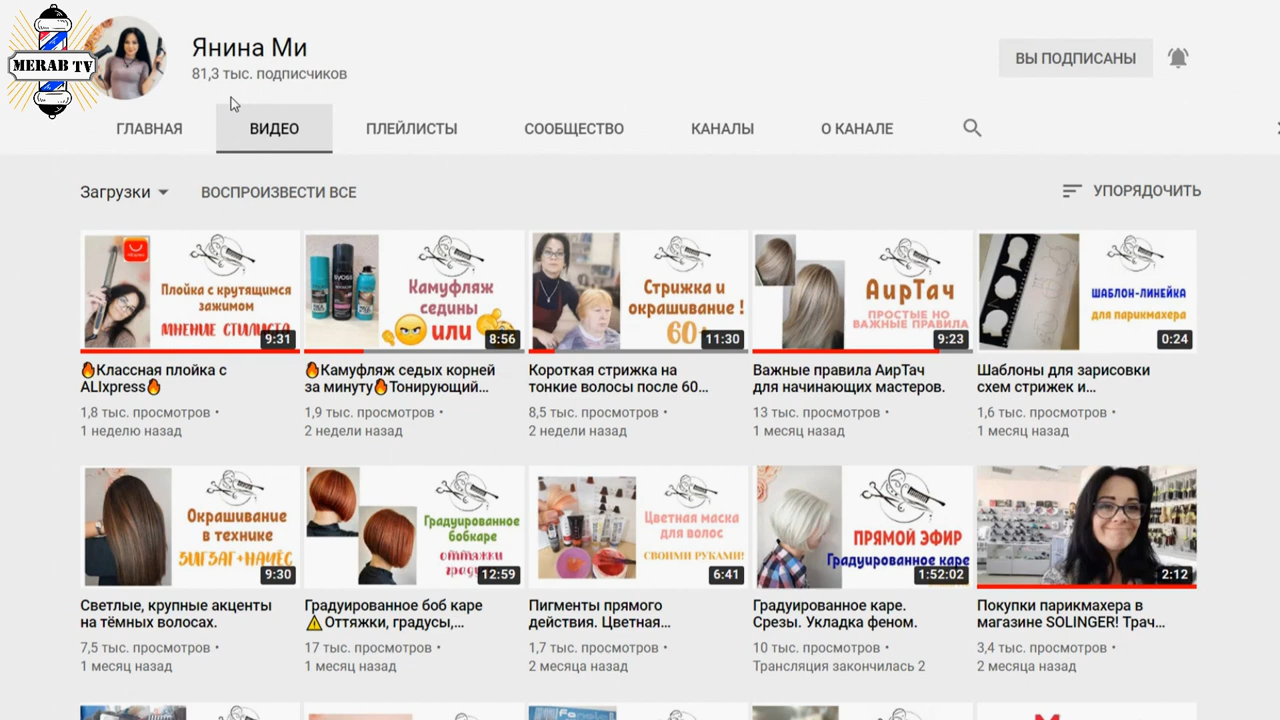 MERAB TV
Янина Ми
81,3 тыс. подписчиков
ВЫ ПОДПИСАНЫ
ГЛАВНАЯ
ВИДЕО
ПЛЕЙЛИСТЫ
СООБЩЕСТВО
КАНАЛЫ
О КАНАЛЕ
Загрузки
ВОСПРОИЗВЕСТИ ВСЕ
УПОРЯДОЧИТЬ
Плойка с крутящимся
зажимом
МНЕНИЕ СТИЛИСТА
9:31
Камуфляж
седины
или
8:56
Стрижка и
окрашивание !
60+
11:30
АирТач
ПРОСТЫЕ НО
ВАЖНЫЕ ПРАВИЛА
9:23
ШАБЛОН-ЛИНЕЙКА
для парикмахера
0:24
🔥Классная плойка с
ALIxpress🔥
1,8 тыс. просмотров •
1 неделю назад
🔥Камуфляж седых корней
за минуту🔥Тонирующий...
1,9 тыс. просмотров •
2 недели назад
Короткая стрижка на
тонкие волосы после 60...
8,5 тыс. просмотров •
2 недели назад
Важные правила АирТач
для начинающих мастеров.
13 тыс. просмотров •
1 месяц назад
Шаблоны для зарисовки
схем стрижек и...
1,6 тыс. просмотров •
1 месяц назад
Окрашивание
в технике
ЗИГЗАГ+НАЧЁС
9:30
Градуированное
бобкаре
оттяжки
12:59
Цветная маска
для волос
СВОИМИ РУКАМИ!
6:41
ПРЯМОЙ ЭФИР
Градуированное каре
1:52:02
2:12
Светлые, крупные акценты
на тёмных волосах.
7,5 тыс. просмотров •
1 месяц назад
Градуированное боб каре
⚠Оттяжки, градусы,...
17 тыс. просмотров •
1 месяц назад
Пигменты прямого
действия. Цветная...
1,7 тыс. просмотров •
2 месяца назад
Градуированное каре.
Срезы. Укладка феном.
10 тыс. просмотров •
Трансляция закончилась 2
Покупки парикмахера в
магазине SOLINGER! Трач...
3,4 тыс. просмотров •
2 месяца назад